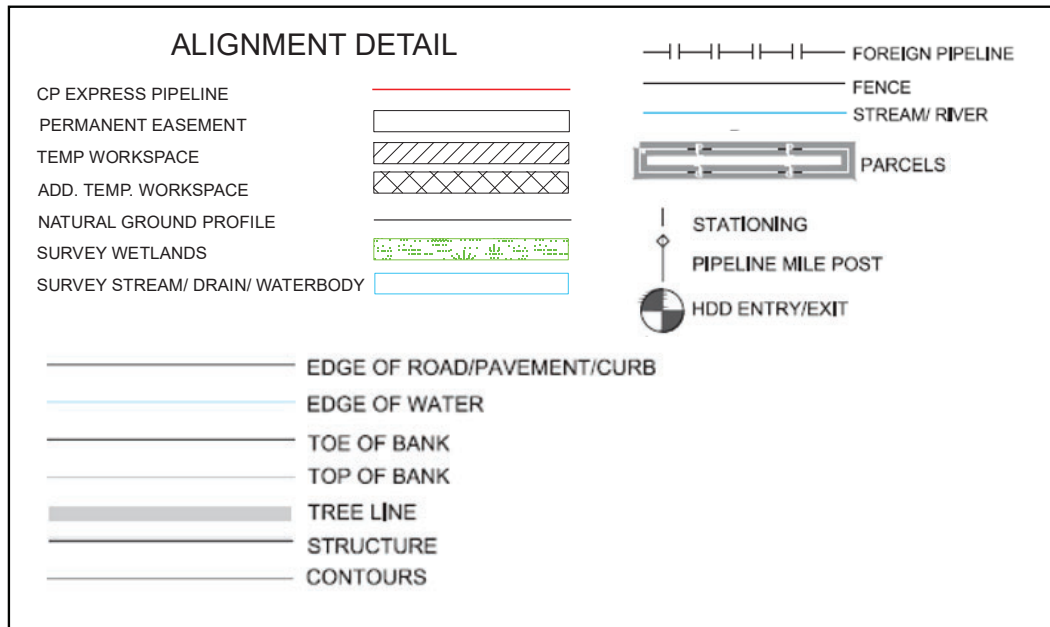 ALIGNMENT DETAIL
CP EXPRESS PIPELINE
PERMANENT EASEMENT
TEMP WORKSPACE
ADD. TEMP. WORKSPACE
NATURAL GROUND PROFILE
SURVEY WETLANDS
SURVEY STREAM/ DRAIN/ WATERBODY
FOREIGN PIPELINE
FENCE
STREAM/ RIVER
PARCELS
STATIONING
PIPELINE MILE POST
HDD ENTRY/EXIT
EDGE OF ROAD/PAVEMENT/CURB
EDGE OF WATER
TOE OF BANK
TOP OF BANK
TREE LINE
STRUCTURE
CONTOURS